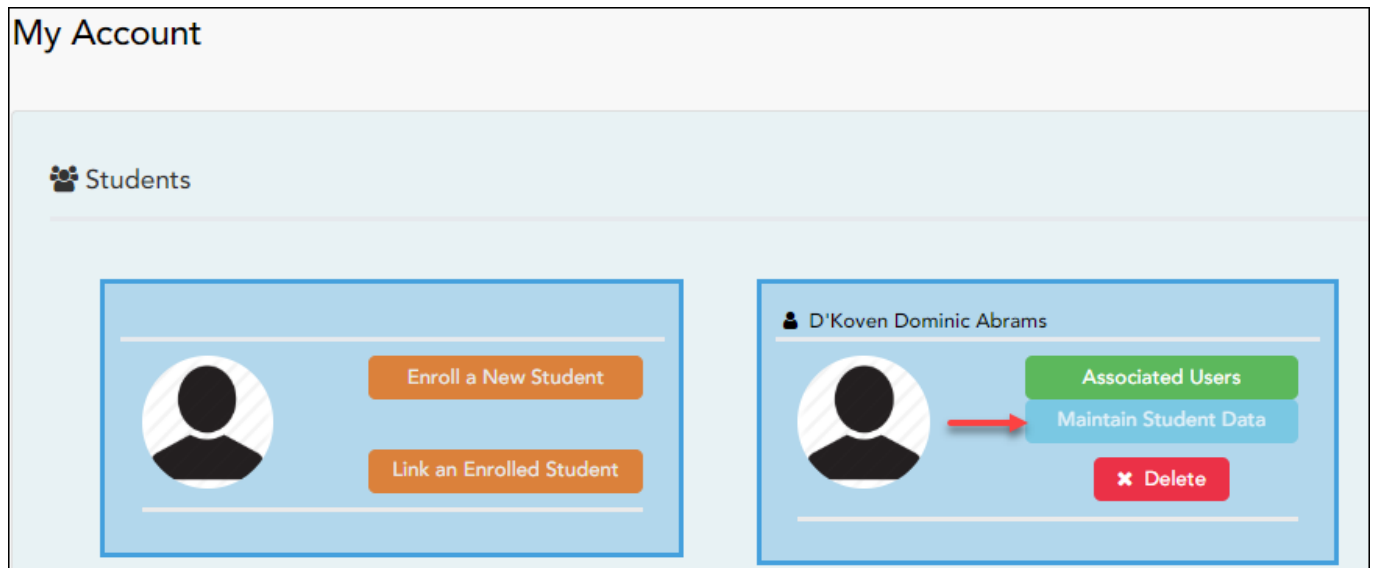 My Account
Students
Enroll a New Student
Link an Enrolled Student
D'Koven Dominic Abrams
Associated Users
Maintain Student Data
Delete